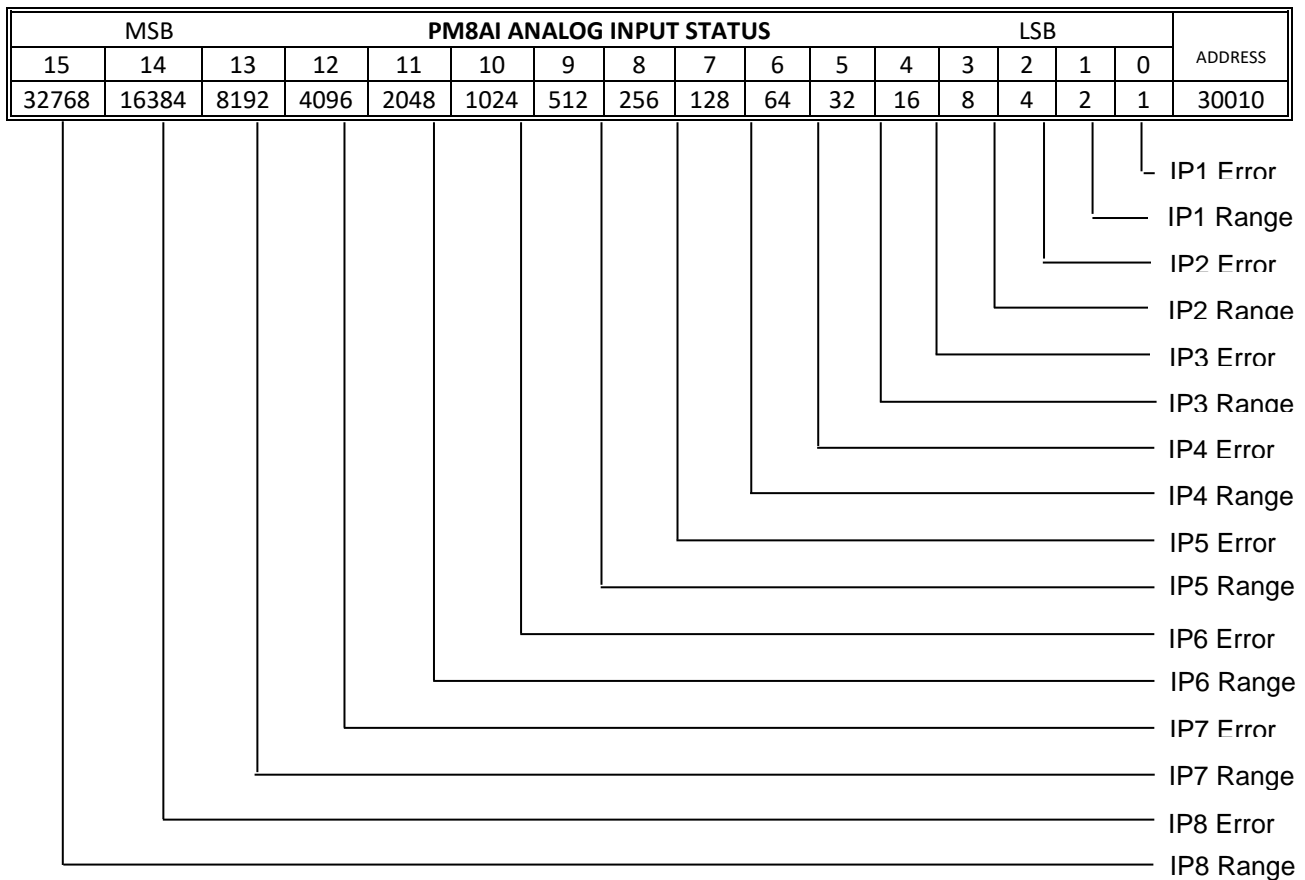 MSB PM8AI ANALOG INPUT STATUS LSB ADDRESS
15 14 13 12 11 10 9 8 7 6 5 4 3 2 1 0
32768 16384 8192 4096 2048 1024 512 256 128 64 32 16 8 4 2 1 30010
IP1 Error
IP1 Range
IP2 Error
IP2 Range
IP3 Error
IP3 Range
IP4 Error
IP4 Range
IP5 Error
IP5 Range
IP6 Error
IP6 Range
IP7 Error
IP7 Range
IP8 Error
IP8 Range